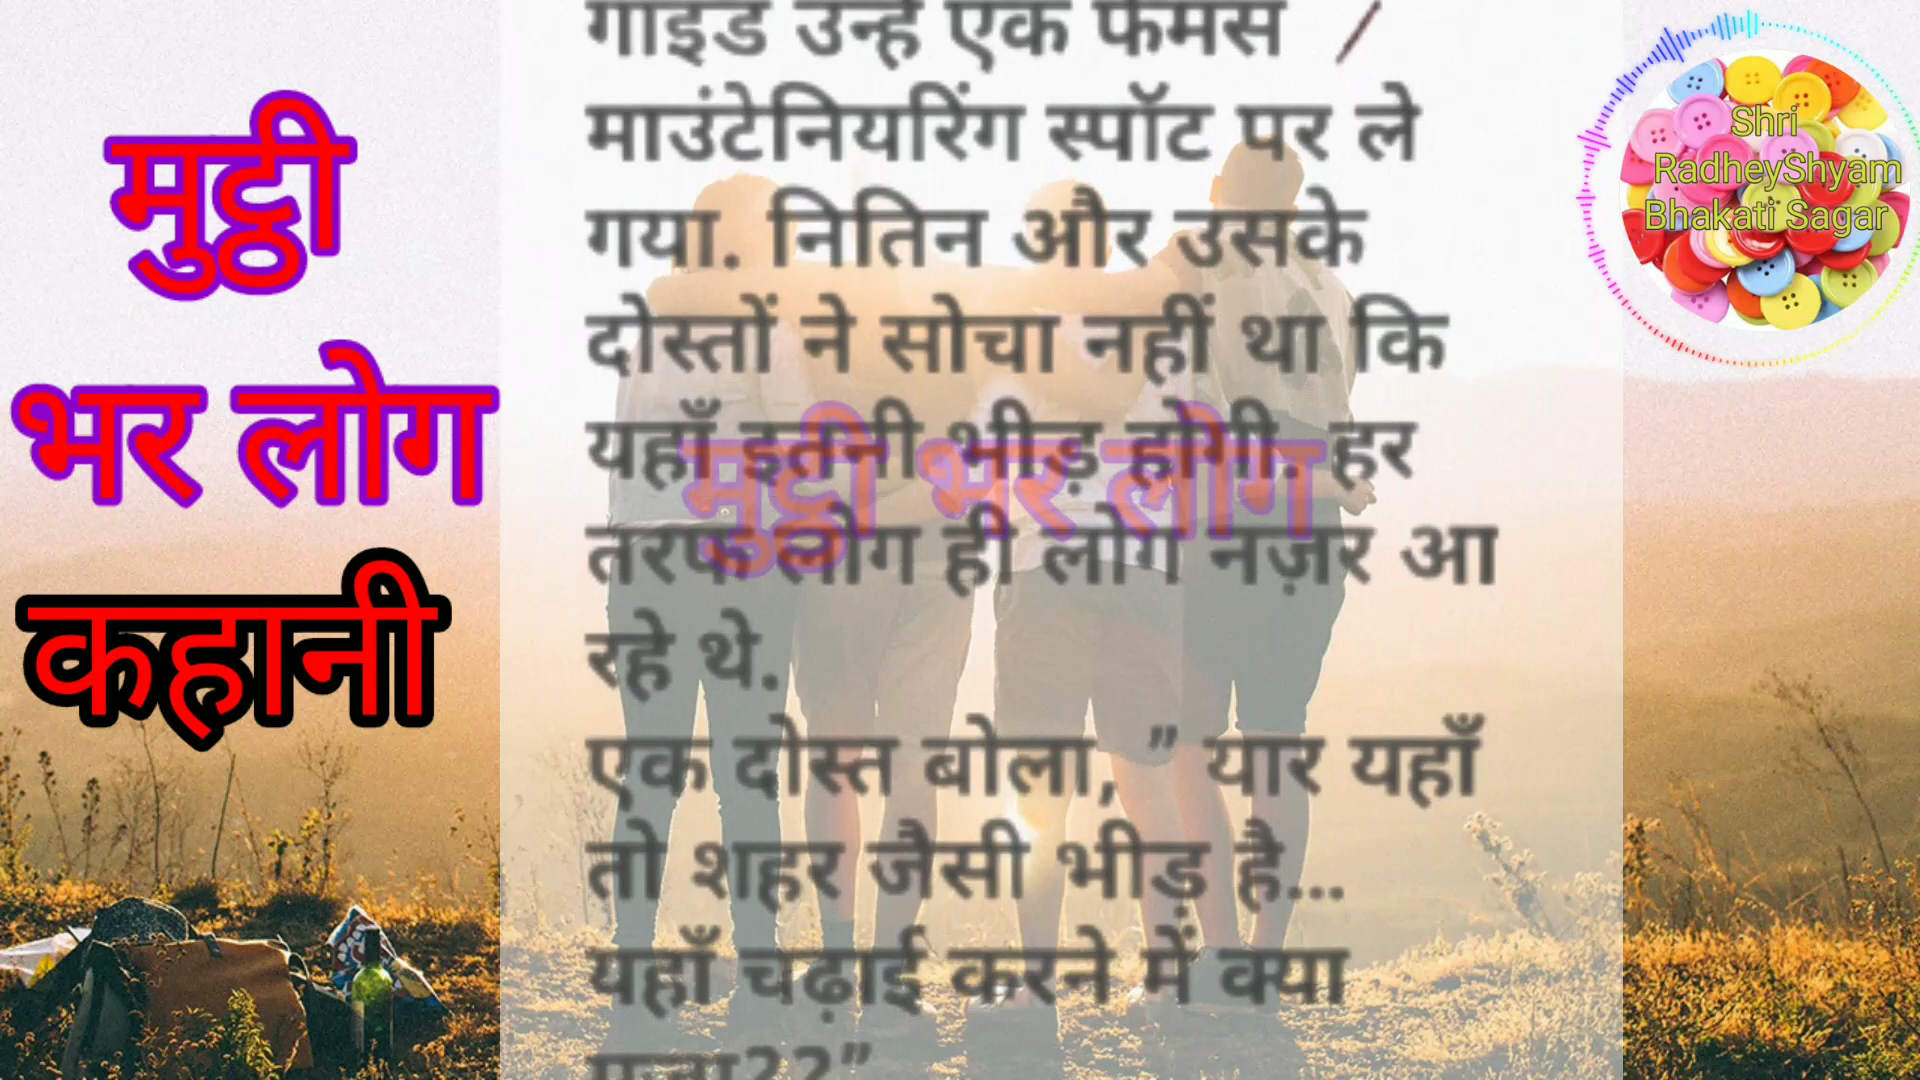 मुट्ठी
भर लोग
कहानी
गाइड उन्हें एक फेमस
माउंटेनियरिंग स्पॉट पर ले
गया. नितिन और उसके
दोस्तों ने सोचा नहीं था कि
यहाँ इतनी भीड़ होगी. हर
तरफ लोग ही लोग नज़र आ
रहे थे.
एक दोस्त बोला, ” यार यहाँ
तो शहर जैसी भीड़ है...
यहाँ चढ़ाई करने में क्या
मजा??”
मुट्ठी भर लोग
Shri
RadheyShyam
Bhakati Sagar